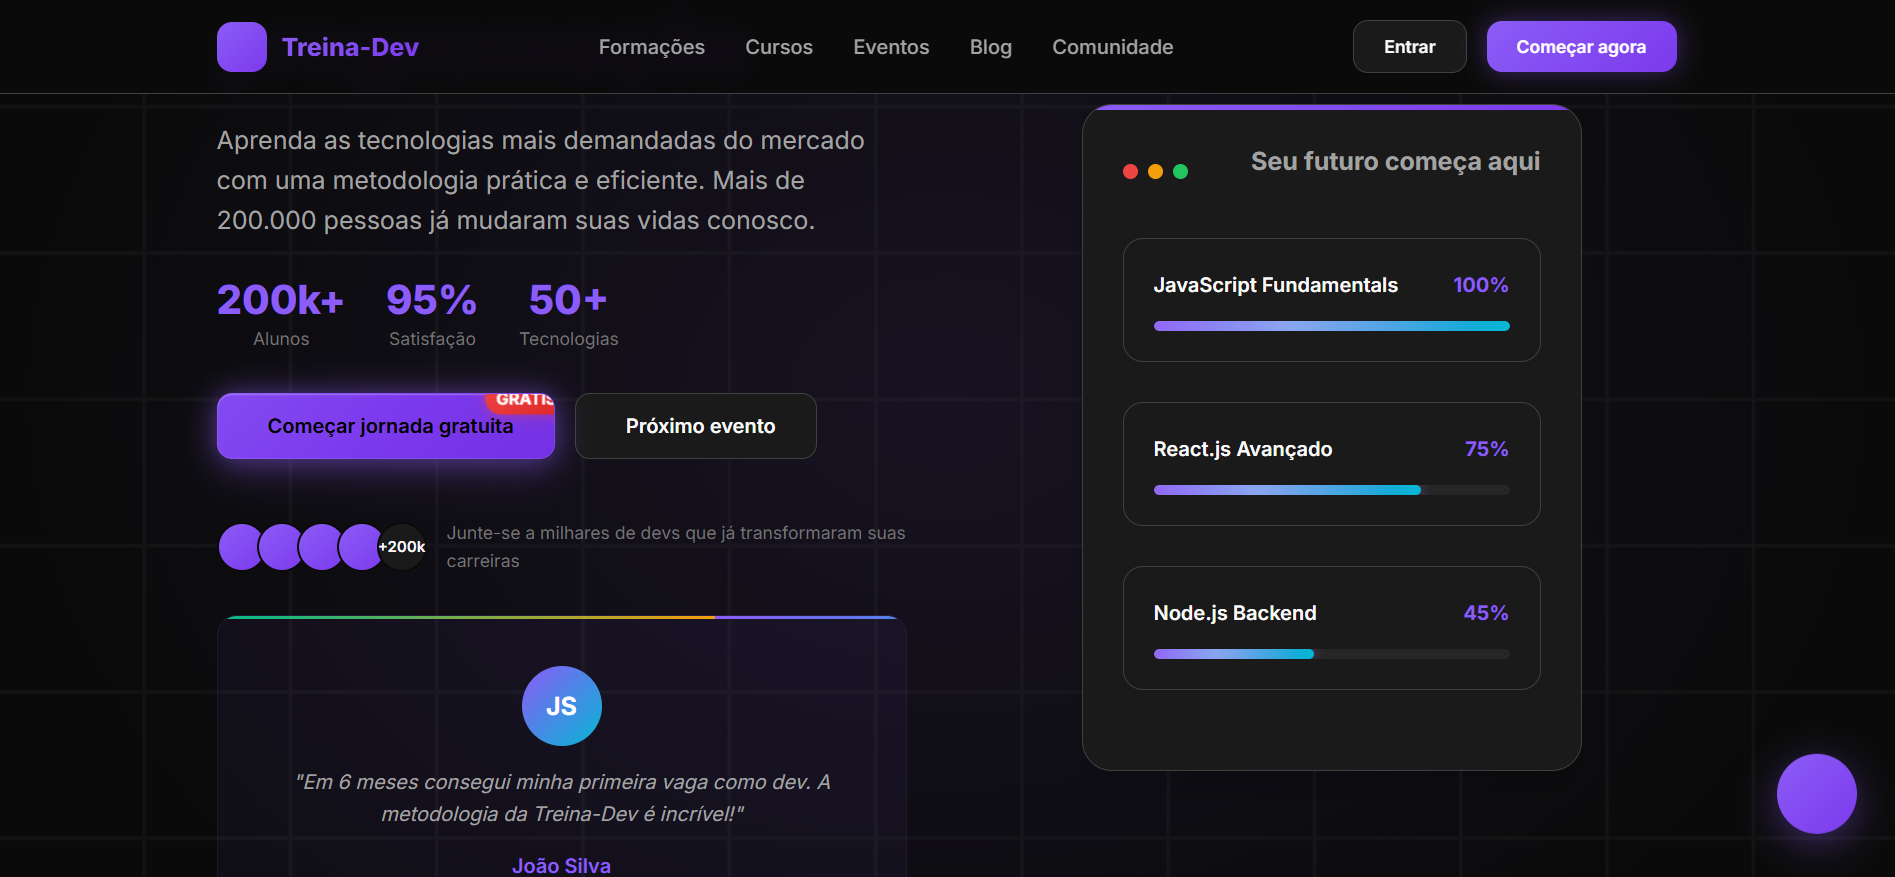 Treina-Dev
Formações
Cursos
Eventos
Blog
Comunidade
Entrar
Começar agora
Aprenda as tecnologias mais demandadas do mercado
com uma metodologia prática e eficiente. Mais de
200.000 pessoas já mudaram suas vidas conosco.
200k+
Alunos
95%
Satisfação
50+
Tecnologias
GRÁTIS
Começar jornada gratuita
Próximo evento
+200k
Junte-se a milhares de devs que já transformaram suas
carreiras
JS
"Em 6 meses consegui minha primeira vaga como dev. A
metodologia da Treina-Dev é incrível!"
João Silva
Seu futuro começa aqui
JavaScript Fundamentals 100%
React.js Avançado 75%
Node.js Backend 45%